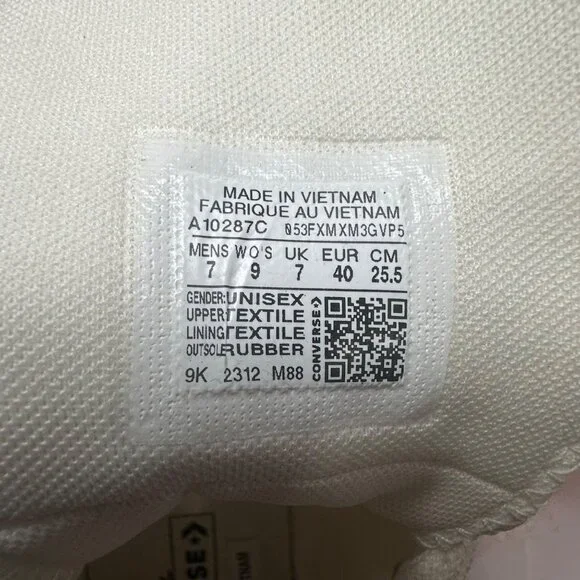 MADE IN VIETNAM
FABRIQUE AU VIETNAM
A10287C 053FXMXM3GVP5
MENS WO'S UK EUR CM
7 9 7 40 25.5
GENDER:UNISEX
UPPER:TEXTILE
LINING:TEXTILE
OUTSOLE:RUBBER
CONVERSE
9K 2312 M88